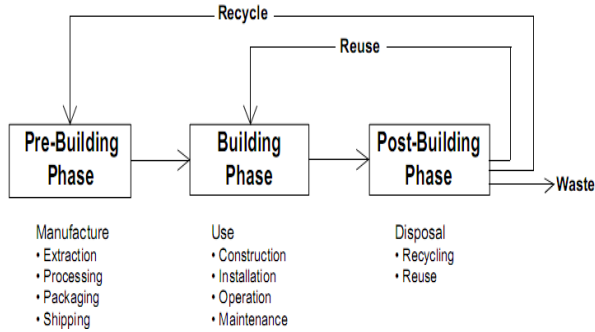 Recycle
Reuse
Pre-Building
Phase
Building
Phase
Post-Building
Phase
Waste
Manufacture
• Extraction
• Processing
• Packaging
• Shipping
Use
• Construction
• Installation
• Operation
• Maintenance
Disposal
• Recycling
• Reuse